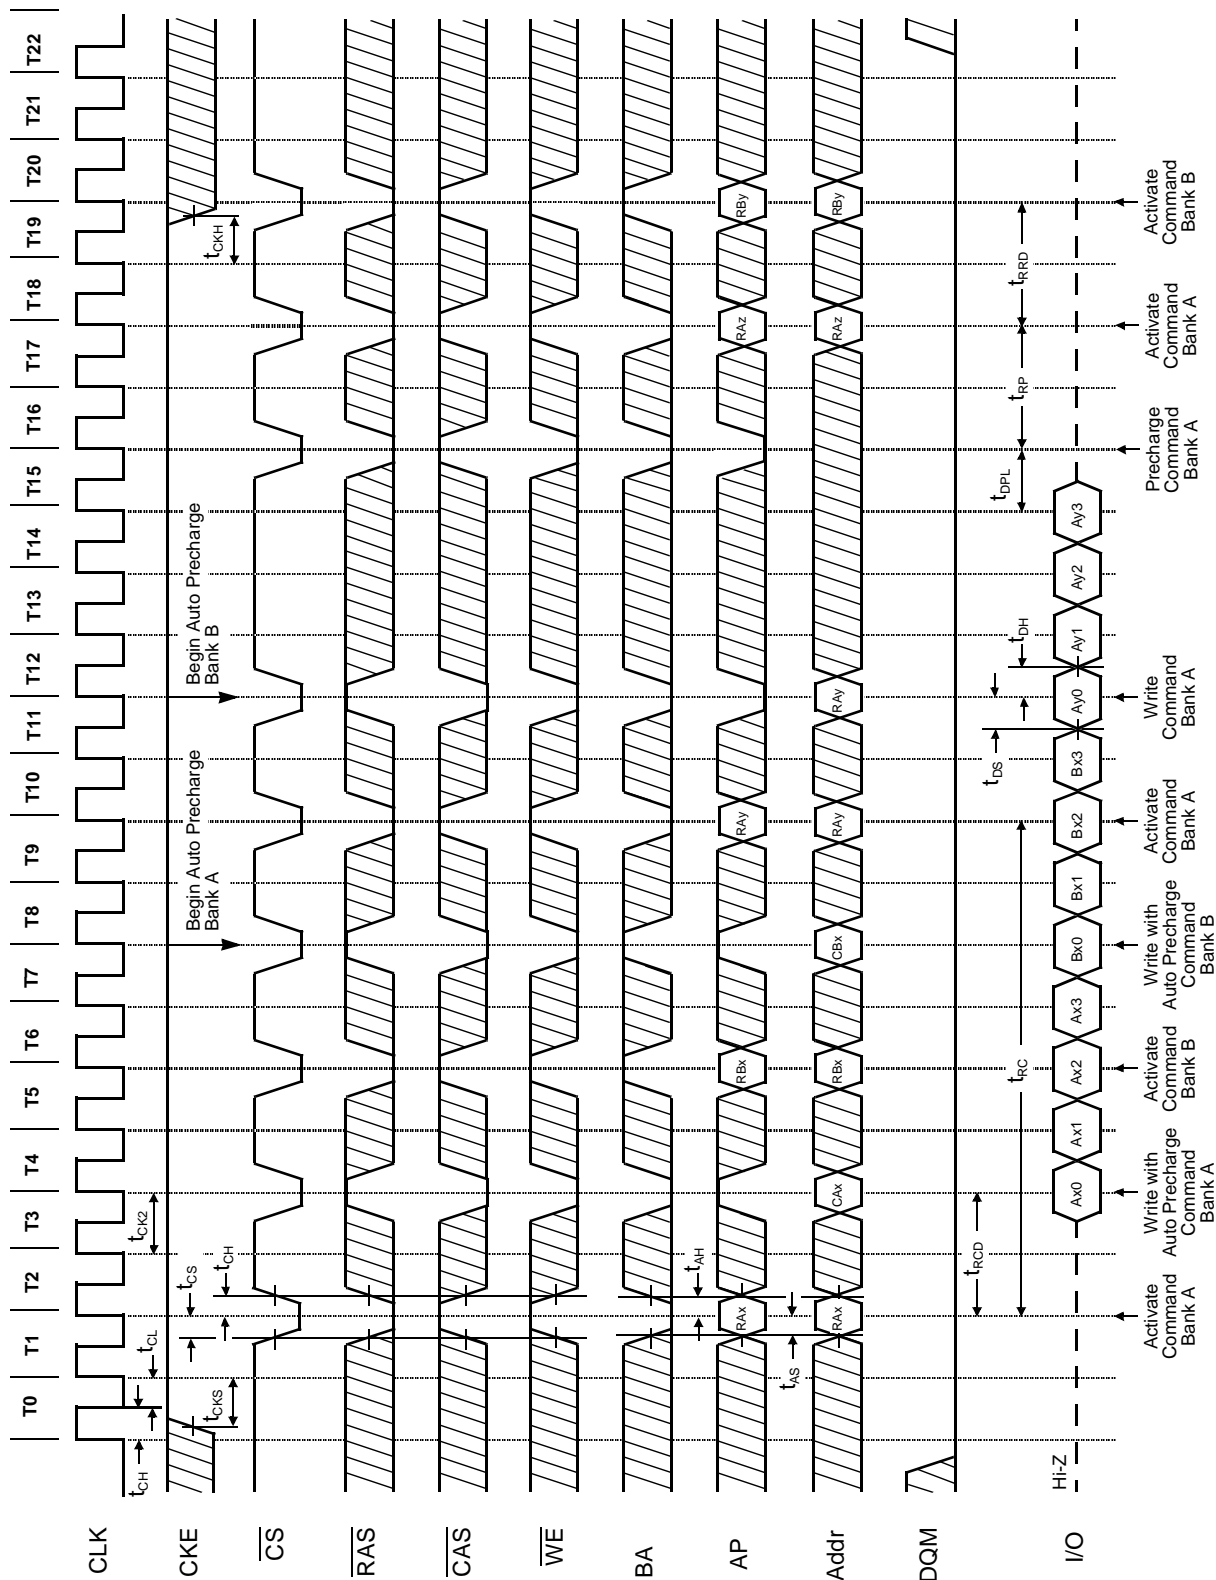 T0 T1 T2 T3 T4 T5 T6 T7 T8 T9 T10 T11 T12 T13 T14 T15 T16 T17 T18 T19 T20 T21 T22
CLK
tCH
tCL
tCK2
CKE
tCKS
tCS
tCH
Begin Auto Precharge
Bank A
Begin Auto Precharge
Bank B
tCKH
CS
RAS
CAS
WE
BA
tAH
AP
RAx
RBx
RAy
RAz
RBy
tAS
Addr
RAx
CAx
RBx
CBx
RAy
RAy
RAz
RBy
DQM
tRCD
tRC
tDS
tDH
tDPL
tRP
tRRD
I/O
Hi-Z
Ax0
Ax1
Ax2
Ax3
Bx0
Bx1
Bx2
Bx3
Ay0
Ay1
Ay2
Ay3
Activate
Command
Bank A
Write with
Auto Precharge
Command
Bank A
Activate
Command
Bank B
Write with
Auto Precharge
Command
Bank B
Activate
Command
Bank A
Write
Command
Bank A
Precharge
Command
Bank A
Activate
Command
Bank A
Activate
Command
Bank B